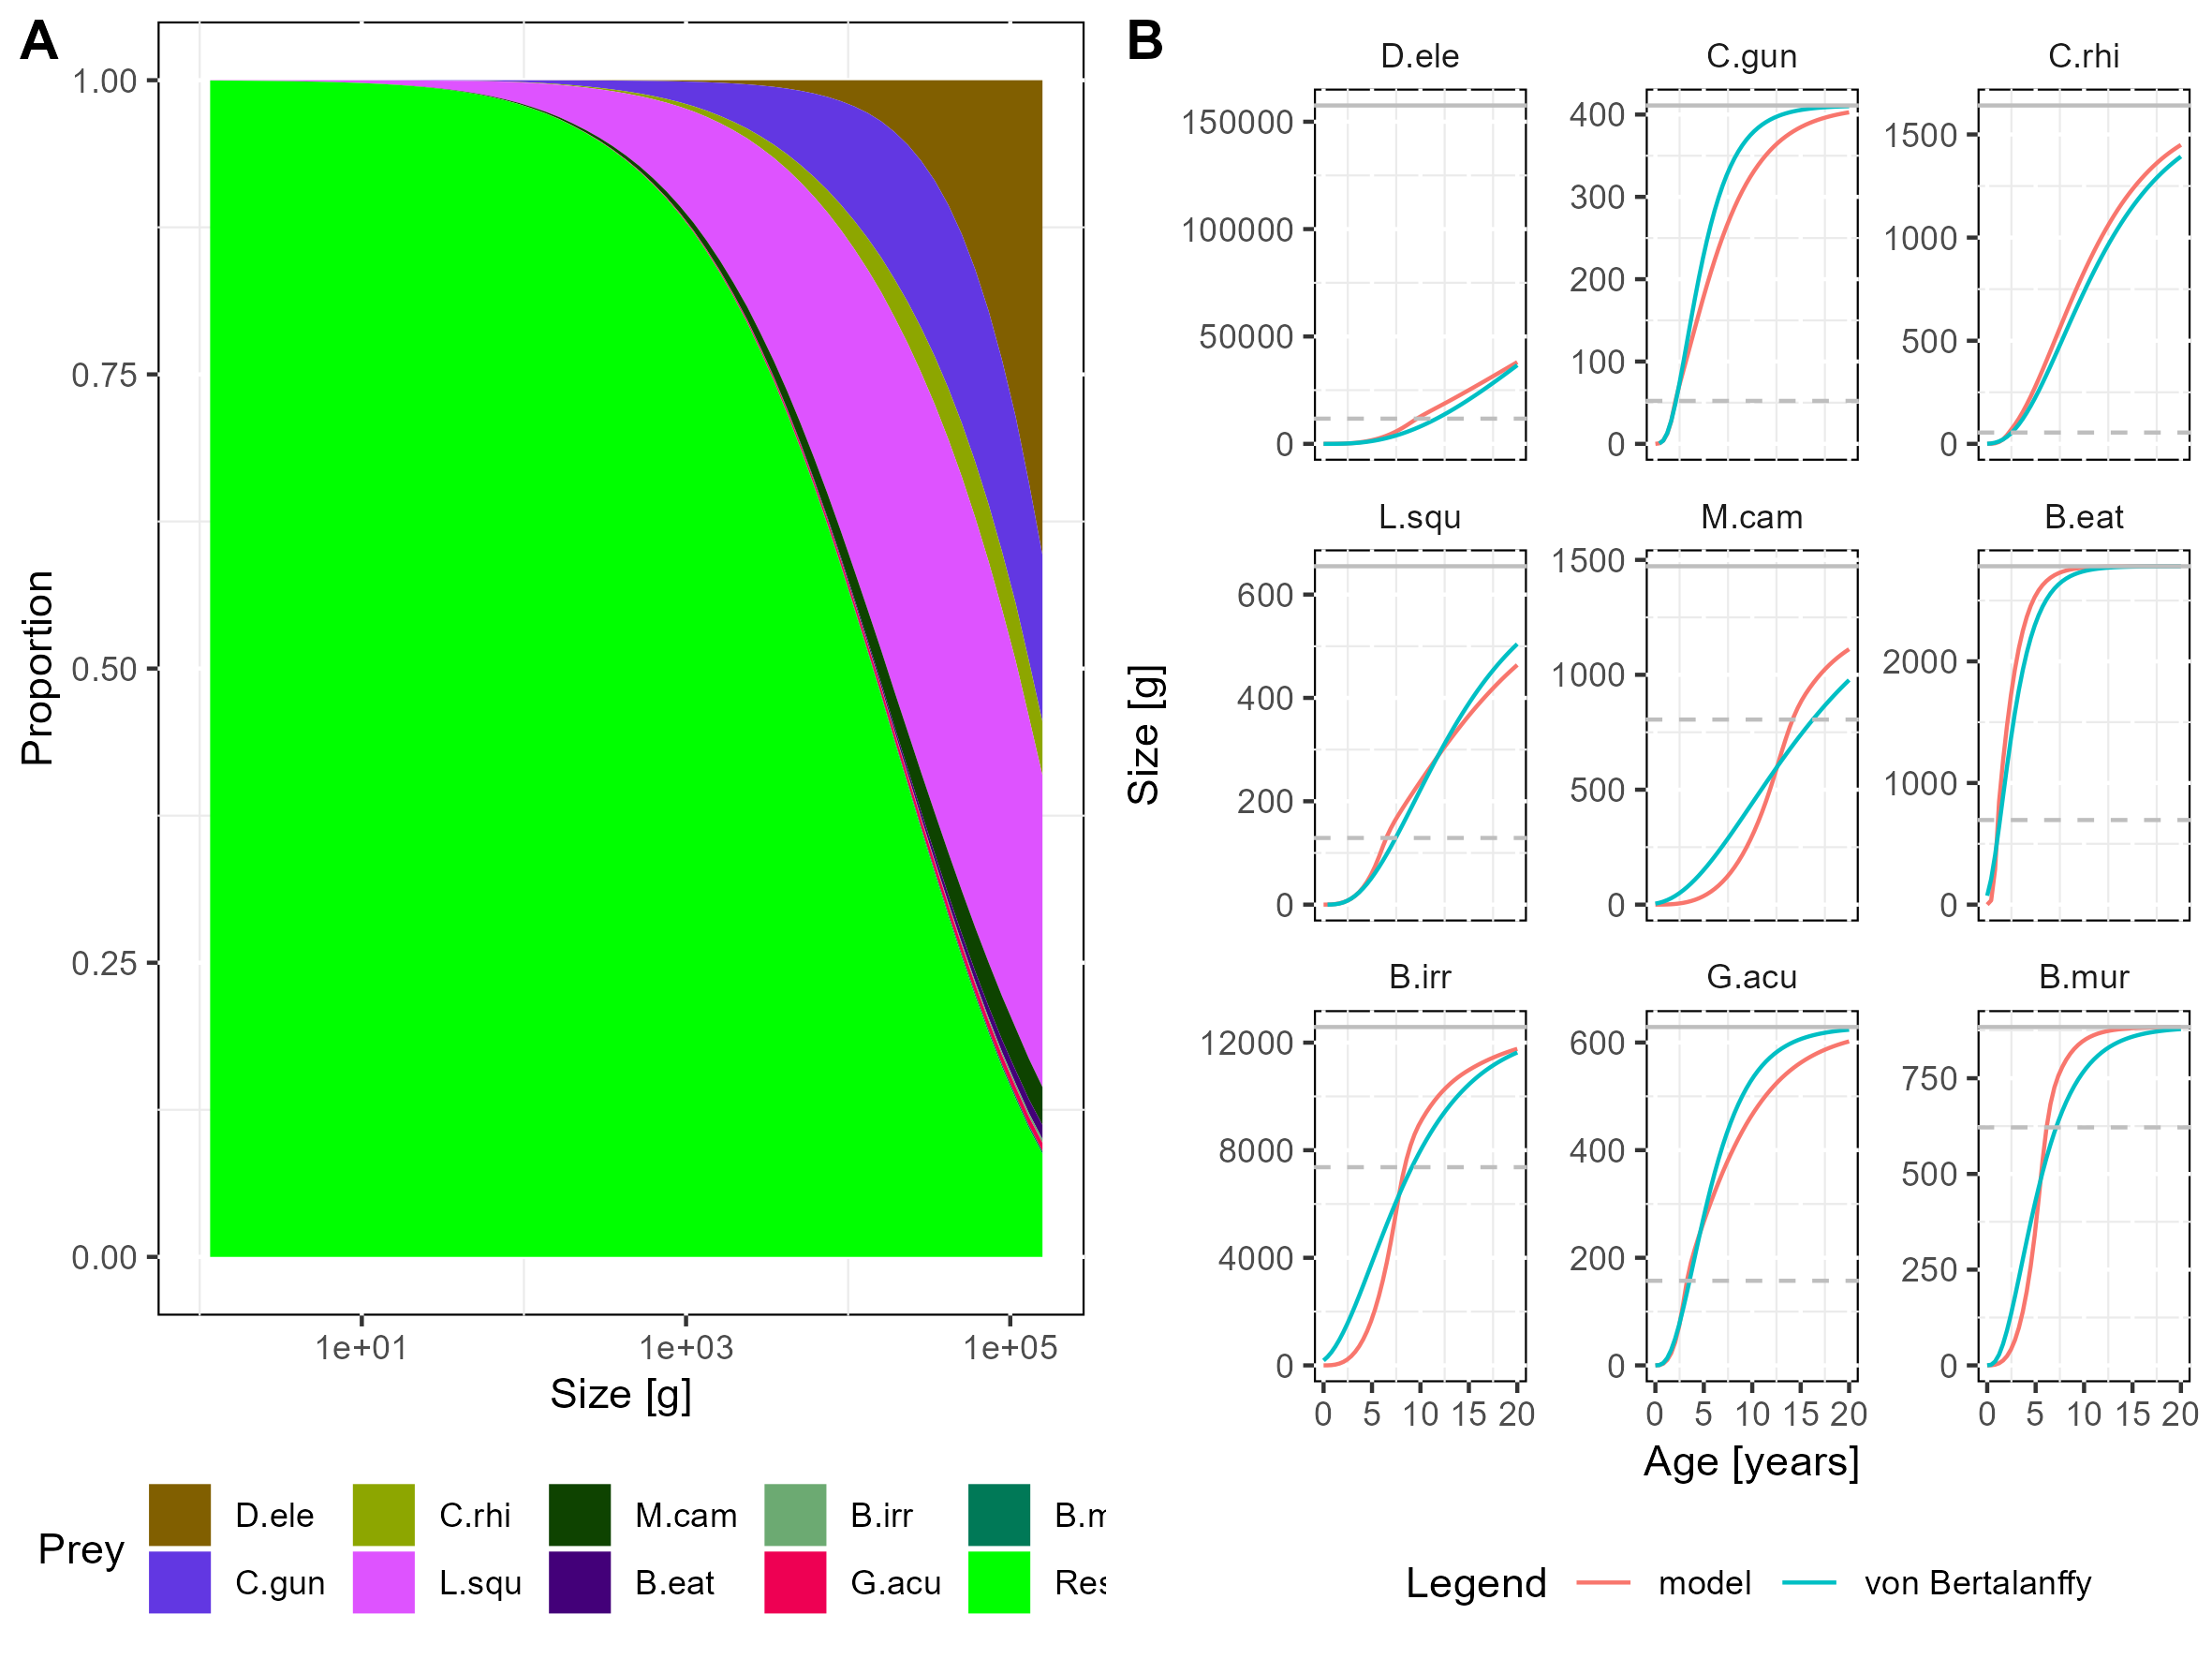 A
1.00
0.75
0.50
0.25
0.00
Proportion
1e+01 1e+03 1e+05
Size [g]
Prey
D.ele C.rhi M.cam B.irr
C.gun L.squ B.eat G.acu
B
D.ele C.gun C.rhi
150000
100000
50000
0
400
300
200
100
0
1500
1000
500
0
L.squ M.cam B.eat
600
400
200
0
1500
1000
500
0
2000
1000
0
Size [g]
B.irr G.acu B.mur
12000
8000
4000
0
600
400
200
0
750
500
250
0
0 5 10 15 20 0 5 10 15 20 0 5 10 15 20
Age [years]
Legend model von Bertalanffy